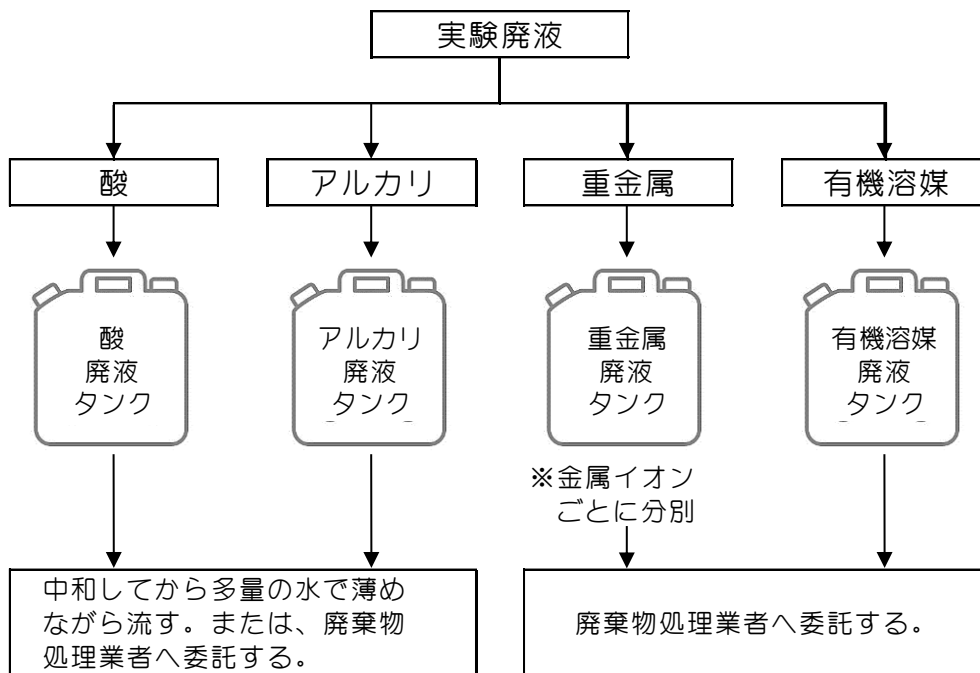 実験廃液
酸
アルカリ
重金属
有機溶媒
酸
廃液
タンク
アルカリ
廃液
タンク
重金属
廃液
タンク
有機溶媒
廃液
タンク
※金属イオン
ごとに分別
中和してから多量の水で薄め
ながら流す。または、廃棄物
処理業者へ委託する。
廃棄物処理業者へ委託する。